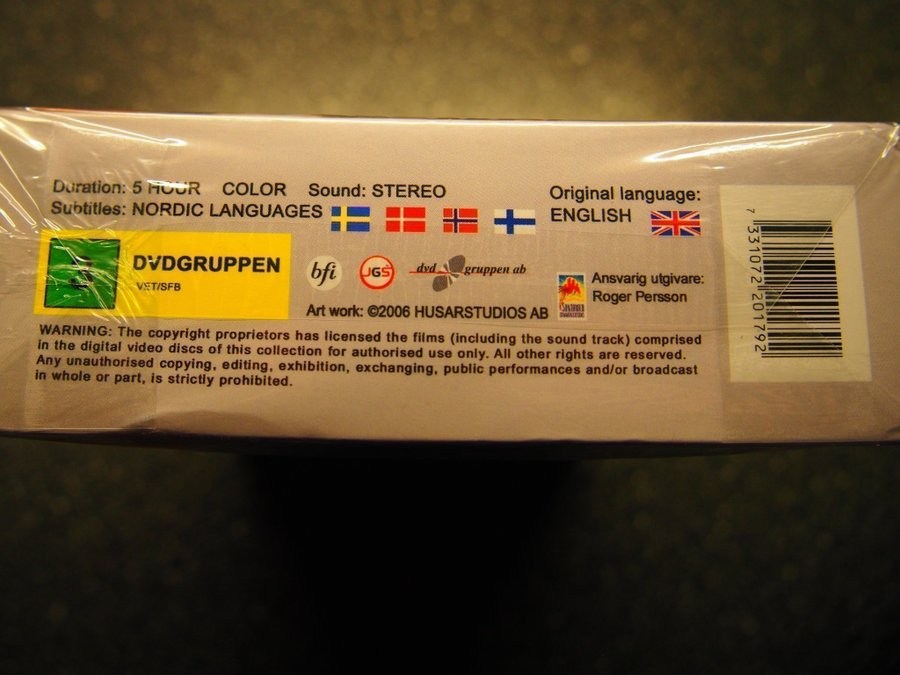 Duration: 5 HOUR COLOR Sound: STEREO
Subtitles: NORDIC LANGUAGES
Original language:
ENGLISH
3
DVDGRUPPEN
VET/SFB
bfi
JGS
dvd gruppen ab
Art work: ©2006 HUSARSTUDIOS AB
Ansvarig utgivare:
Roger Persson
WARNING: The copyright proprietors has licensed the films (including the sound track) comprised
in the digital video discs of this collection for authorised use only. All other rights are reserved.
Any unauthorised copying, editing, exhibition, exchanging, public performances and/or broadcast
in whole or part, is strictly prohibited.
7 331072 201792